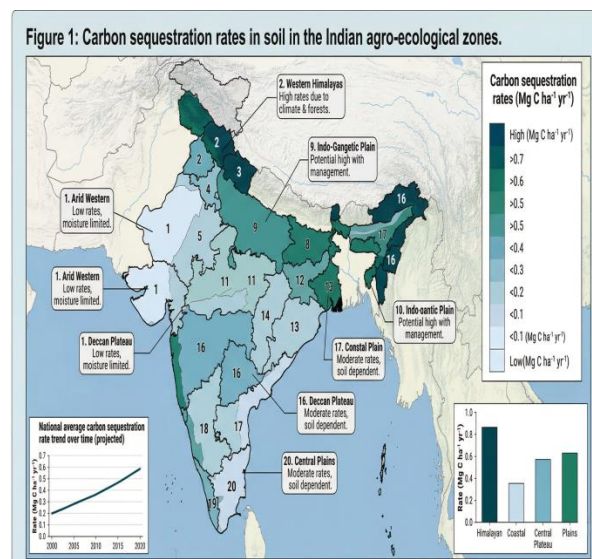 Figure 1: Carbon sequestration rates in soil in the Indian agro-ecological zones.
2. Western Himalayas
High rates due to
climate & forests.
9. Indo-Gangetic Plain
Potential high with
management.
1. Arid Western
Low rates,
moisture limited.
1. Arid Western
Low rates,
moisture limited.
1. Deccan Plateau
Low rates,
moisture limited.
10. Indo-oantic Plain
Potential high with
management.
17. Constal Plain
Moderate rates,
soil dependent.
16. Deccan Plateau
Moderate rates,
soil dependent.
20. Central Plains
Moderate rates,
soil dependent.
2
3
2
4
1
5
9
8
16
17
16
1
11
11
12
14
13
16
16
18
17
19
20
Carbon sequestration
rates (Mg C ha⁻¹ yr⁻¹)
High (Mg C ha⁻¹ yr⁻¹)
>0.7
>0.6
>0.5
>0.5
<0.4
<0.3
<0.2
<0.1
<0.1 (Mg C ha⁻¹ yr⁻¹)
Low(Mg C ha⁻¹ yr⁻¹)
National average carbon sequestration
rate trend over time (projected)
Rate (Mg C ha⁻¹ yr⁻¹)
0.7
0.6
0.5
0.4
0.3
0.2
0.1
0.0
2000
2005
2010
2015
2020
Rate (Mg C ha⁻¹ yr⁻¹)
1.0
0.8
0.6
0.4
0.2
0.0
Himalayan
Coastal
Central
Plateau
Plains